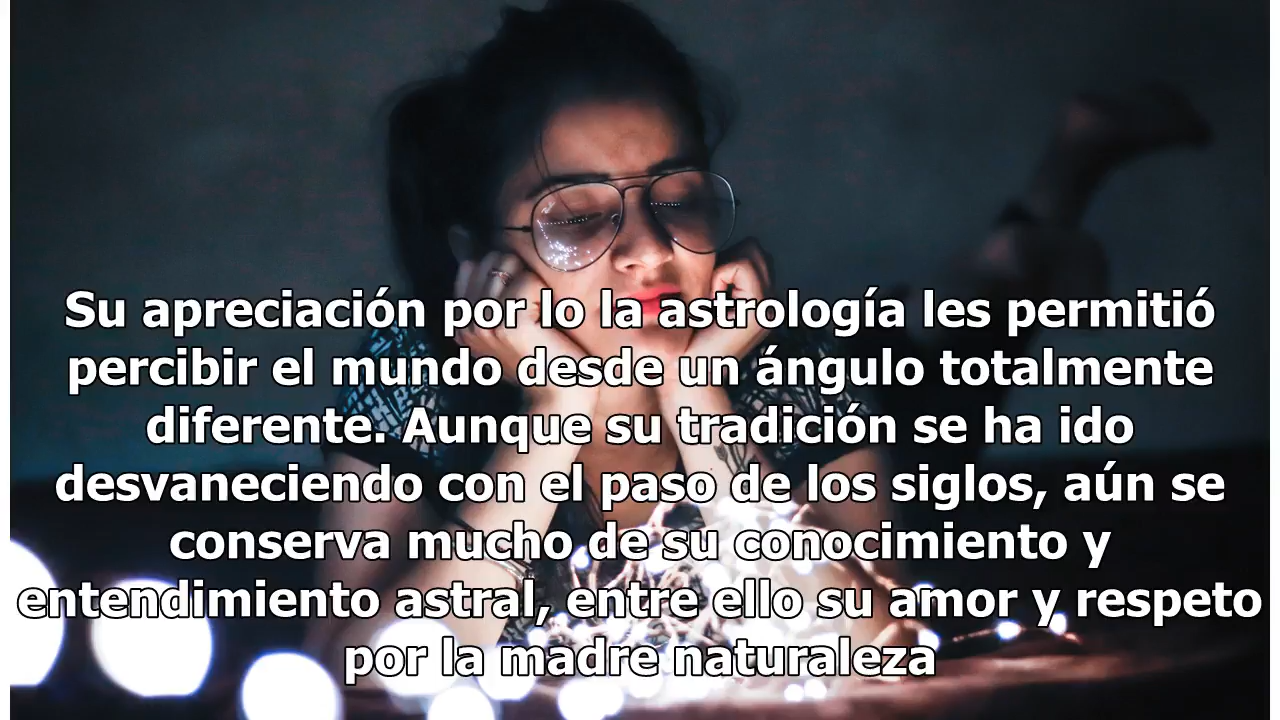 Su apreciación por lo la astrología les permitió
percibir el mundo desde un ángulo totalmente
diferente. Aunque su tradición se ha ido
desvaneciendo con el paso de los siglos, aún se
conserva mucho de su conocimiento y
entendimiento astral, entre ello su amor y respeto
por la madre naturaleza